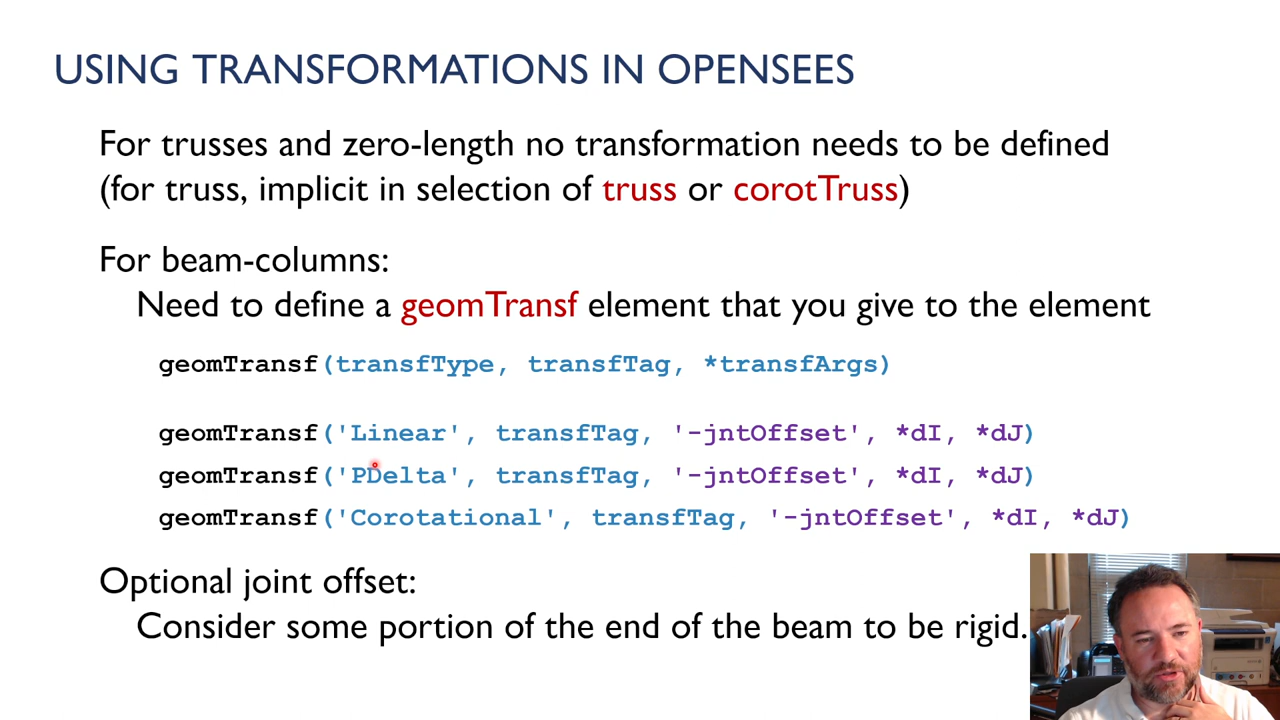 USING TRANSFORMATIONS IN OPENSEES
For trusses and zero-length no transformation needs to be defined
(for truss, implicit in selection of truss or corotTruss)
For beam-columns:
Need to define a geomTransf element that you give to the element
geomTransf(transfType, transfTag, *transfArgs)
geomTransf('Linear', transfTag, '-jntOffset', *dI, *dJ)
geomTransf('PDelta', transfTag, '-jntOffset', *dI, *dJ)
geomTransf('Corotational', transfTag, '-jntOffset', *dI, *dJ)
Optional joint offset:
Consider some portion of the end of the beam to be rigid.